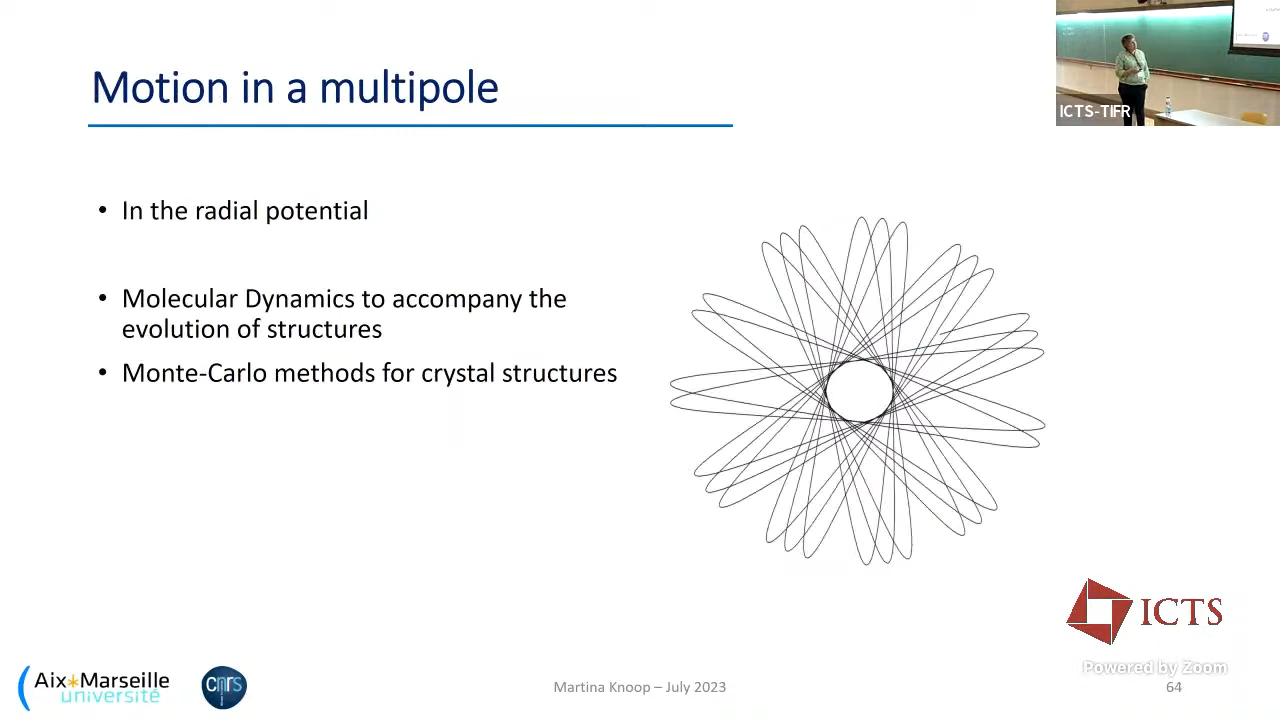 Motion in a multipole
ICTS-TIFR
• In the radial potential
• Molecular Dynamics to accompany the
evolution of structures
• Monte-Carlo methods for crystal structures
ICTS
Powered by Zoom
Aix*Marseille
université
cnrs
Martina Knoop – July 2023
64